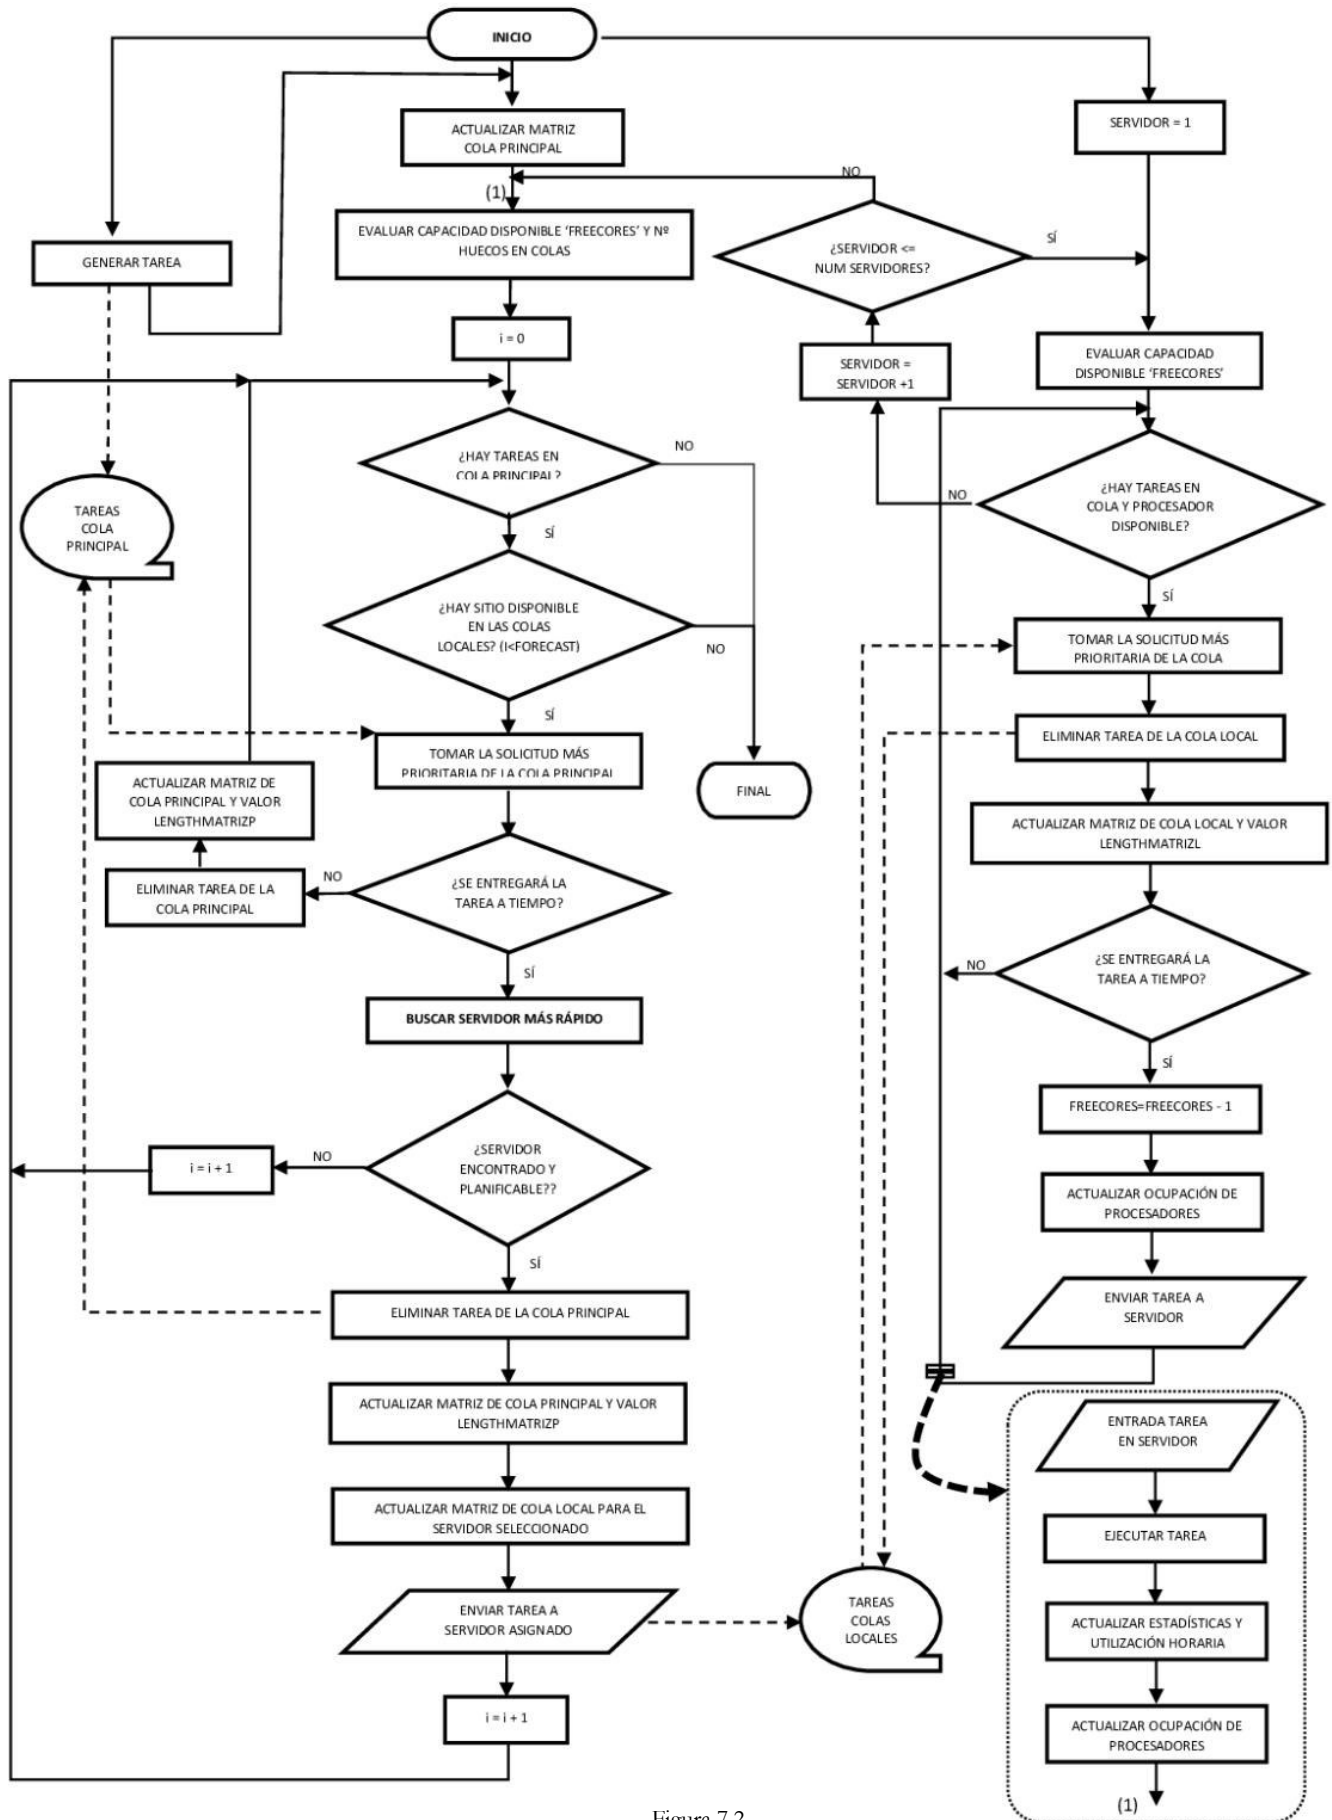 INICIO
ACTUALIZAR MATRIZ
COLA PRINCIPAL
SERVIDOR = 1
NO
(1)
EVALUAR CAPACIDAD DISPONIBLE ‘FREECORES’ Y Nº
HUECOS EN COLAS
¿SERVIDOR <=
NUM SERVIDORES?
SÍ
GENERAR TAREA
i = 0
SERVIDOR =
SERVIDOR +1
EVALUAR CAPACIDAD
DISPONIBLE ‘FREECORES’
¿HAY TAREAS EN
COLA PRINCIPAL?
NO
SÍ
NO
¿HAY TAREAS EN
COLA Y PROCESADOR
DISPONIBLE?
SÍ
TAREAS
COLA
PRINCIPAL
¿HAY SITIO DISPONIBLE
EN LAS COLAS
LOCALES? (I<FORECAST)
NO
SÍ
TOMAR LA SOLICITUD MÁS
PRIORITARIA DE LA COLA
TOMAR LA SOLICITUD MÁS
PRIORITARIA DE LA COLA PRINCIPAL
ELIMINAR TAREA DE LA COLA LOCAL
FINAL
ACTUALIZAR MATRIZ DE
COLA PRINCIPAL Y VALOR
LENGTHMATRIZP
ACTUALIZAR MATRIZ DE COLA LOCAL Y VALOR
LENGTHMATRIZL
ELIMINAR TAREA DE LA
COLA PRINCIPAL
NO
¿SE ENTREGARÁ LA
TAREA A TIEMPO?
SÍ
NO
¿SE ENTREGARÁ LA
TAREA A TIEMPO?
SÍ
BUSCAR SERVIDOR MÁS RÁPIDO
FREECORES=FREECORES - 1
i = i + 1
NO
¿SERVIDOR
ENCONTRADO Y
PLANIFICABLE??
SÍ
ACTUALIZAR OCUPACIÓN DE
PROCESADORES
ELIMINAR TAREA DE LA COLA PRINCIPAL
ENVIAR TAREA A
SERVIDOR
ACTUALIZAR MATRIZ DE COLA PRINCIPAL Y VALOR
LENGTHMATRIZP
ENTRADA TAREA
EN SERVIDOR
ACTUALIZAR MATRIZ DE COLA LOCAL PARA EL
SERVIDOR SELECCIONADO
EJECUTAR TAREA
ENVIAR TAREA A
SERVIDOR ASIGNADO
TAREAS
COLAS
LOCALES
ACTUALIZAR ESTADÍSTICAS Y
UTILIZACIÓN HORARIA
i = i + 1
ACTUALIZAR OCUPACIÓN DE
PROCESADORES
(1)
Figure 7.2